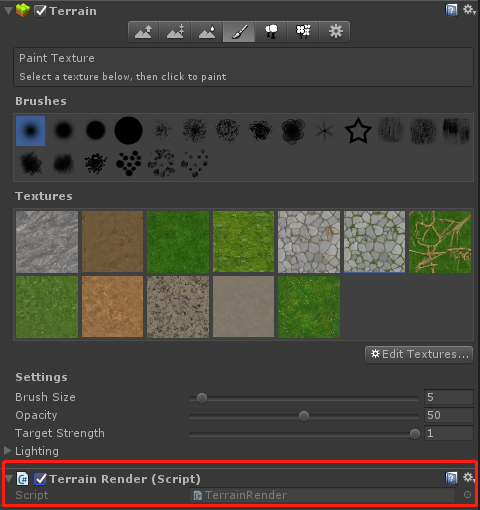 Terrain
Paint Texture
Select a texture below, then click to paint
Brushes
Textures
Edit Textures...
Settings
Brush Size 5
Opacity 50
Target Strength 1
Lighting
Terrain Render (Script)
Script TerrainRender